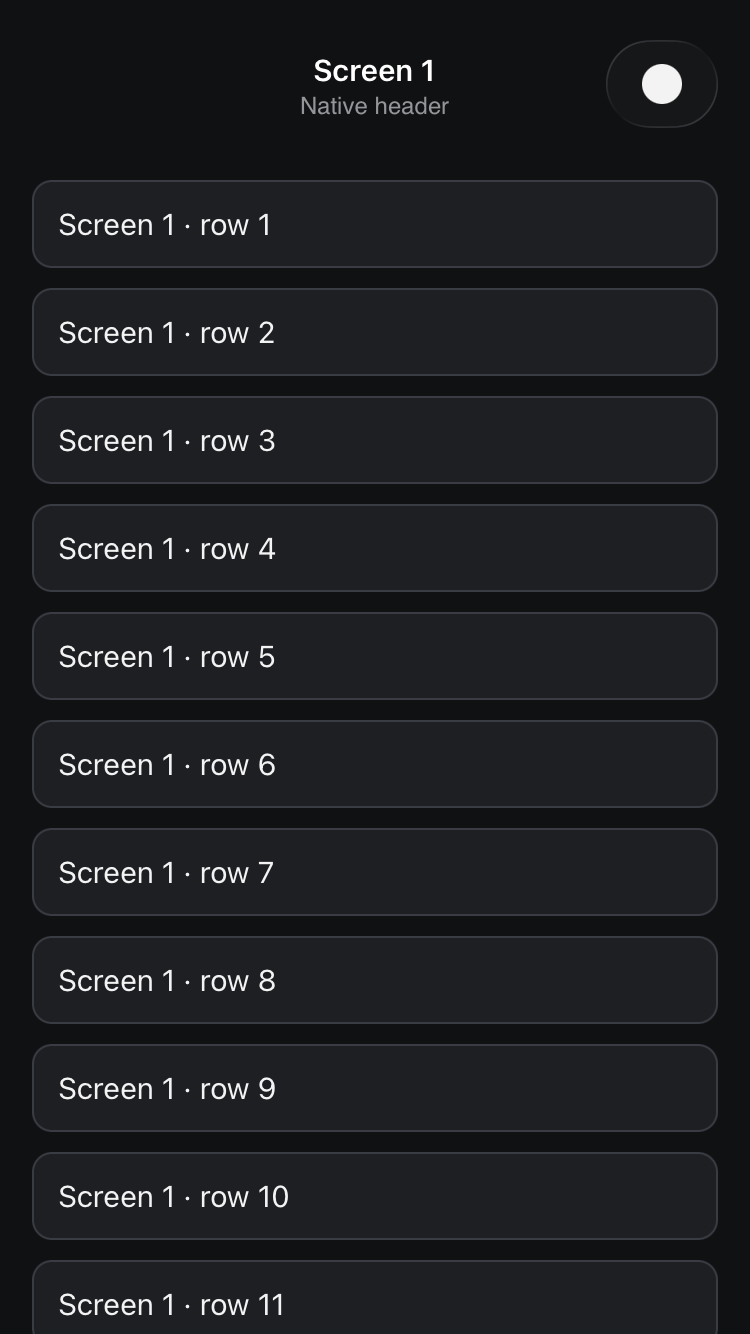 Screen 1
Native header
Screen 1 · row 1
Screen 1 · row 2
Screen 1 · row 3
Screen 1 · row 4
Screen 1 · row 5
Screen 1 · row 6
Screen 1 · row 7
Screen 1 · row 8
Screen 1 · row 9
Screen 1 · row 10
Screen 1 · row 11